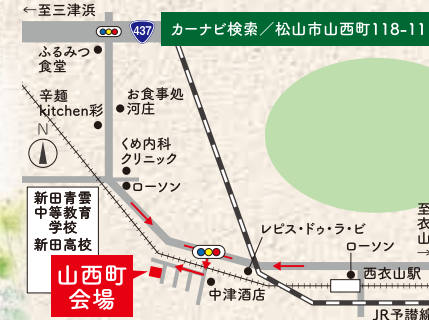 ←至三津浜
437
カーナビ検索／松山市山西町118-11
ふるみつ
食堂
辛麺
kitchen彩
お食事処
河庄
N
くめ内科
クリニック
ローソン
新田青雲
中等教育
学校
新田高校
レピス・ドゥ・ラ・ビ
ローソン
至
衣
山
→
西衣山駅
山西町
会場
中津酒店
JR予讃線